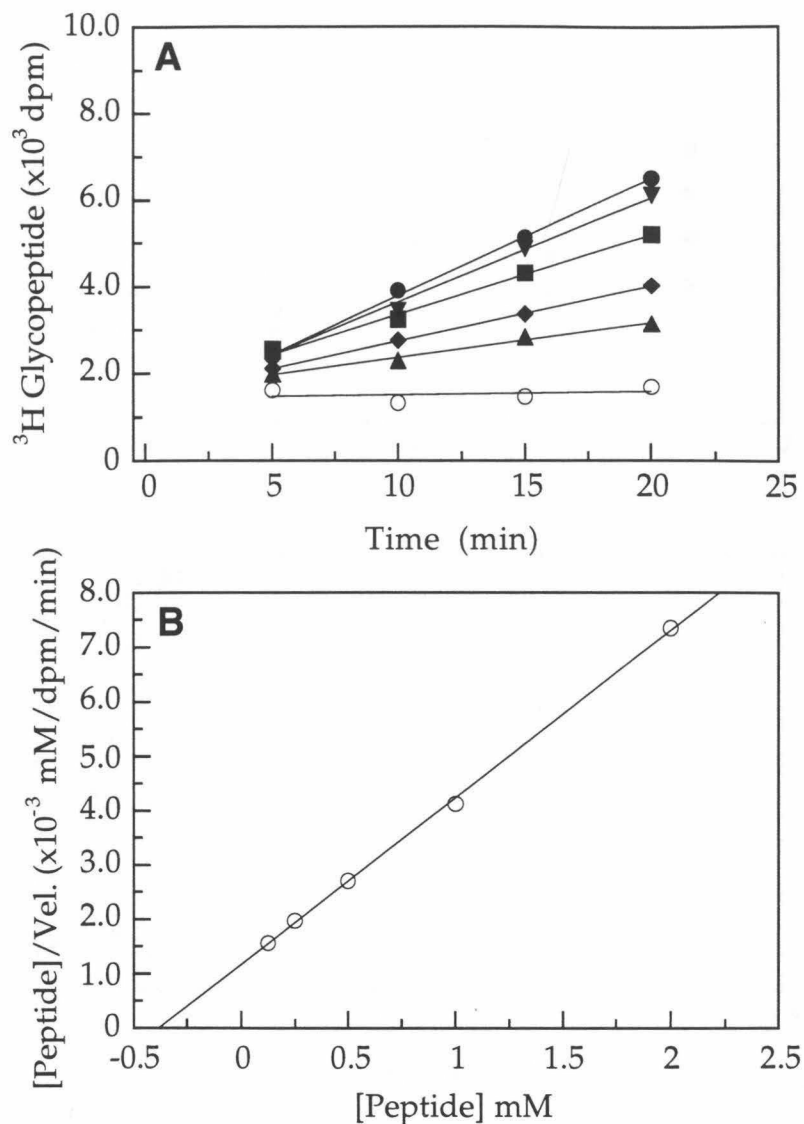 A
10.0
8.0
6.0
4.0
2.0
0
³H Glycopeptide (x10³ dpm)
0 5 10 15 20 25
Time (min)
B
8.0
7.0
6.0
5.0
4.0
3.0
2.0
1.0
0
[Peptide]/Vel. (x10⁻³ mM/dpm/min)
-0.5 0 0.5 1 1.5 2 2.5
[Peptide] mM